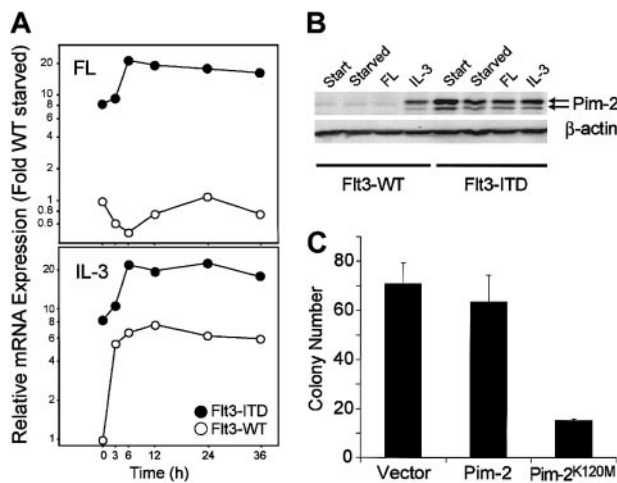 A
Relative mRNA Expression (Fold WT starved)
FL
20
10
8
6
4
2
1
0.8
0.6
IL-3
20
10
8
6
4
2
1
Flt3-ITD
Flt3-WT
0 3 6 12 24 36
Time (h)
B
Start Starved FL IL-3 Start Starved FL IL-3
Pim-2
β-actin
Flt3-WT Flt3-ITD
C
Colony Number
80
60
40
20
0
Vector Pim-2 Pim-2K120M